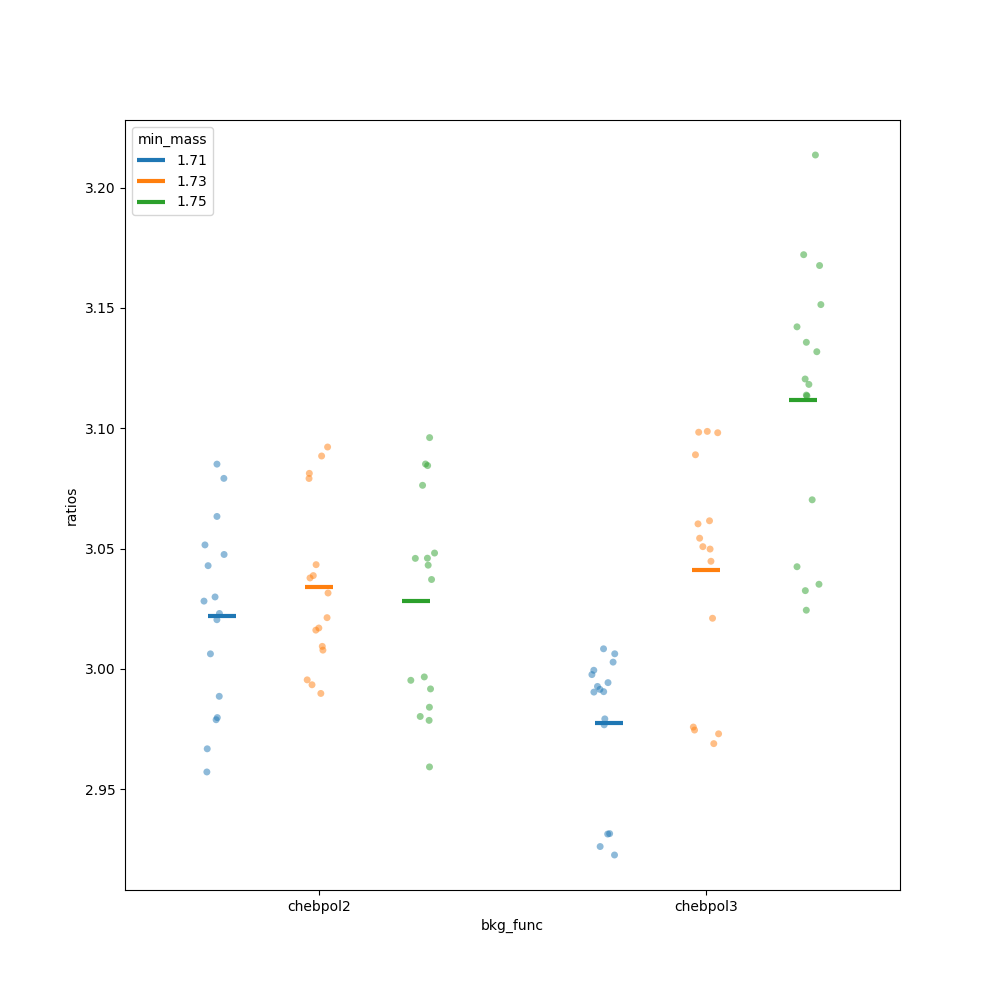 min_mass
1.71
1.73
1.75
3.20
3.15
3.10
3.05
3.00
2.95
ratios
chebpol2
chebpol3
bkg_func